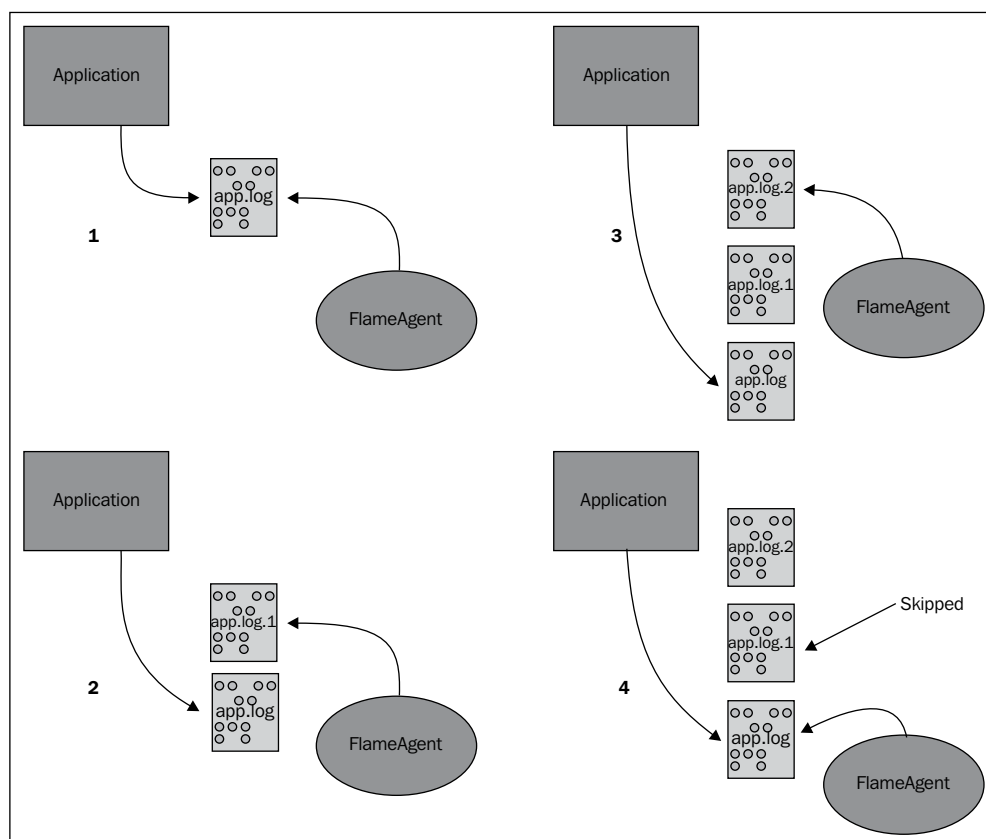 Application
app.log
1
FlameAgent
Application
app.log.1
app.log
2
FlameAgent
Application
app.log.2
3
app.log.1
FlameAgent
app.log
Application
app.log.2
Skipped
app.log.1
4
app.log
FlameAgent